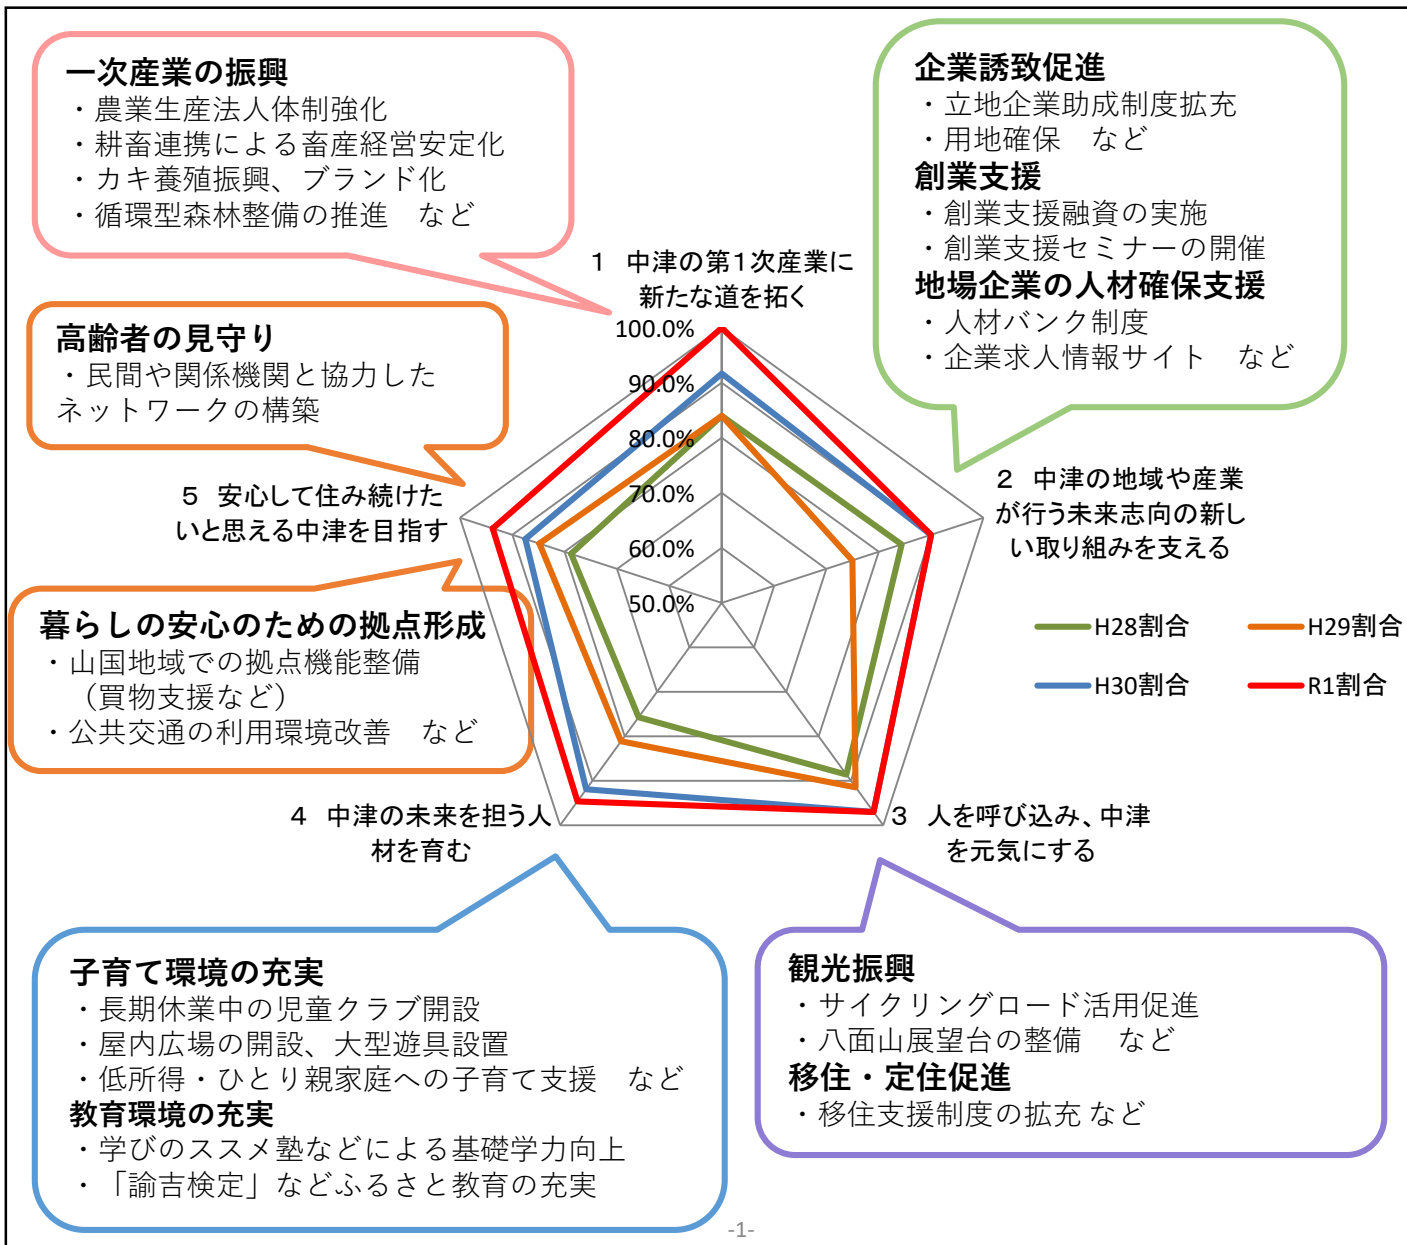 一次産業の振興
・農業生産法人体制強化
・耕畜連携による畜産経営安定化
・カキ養殖振興、ブランド化
・循環型森林整備の推進　など
企業誘致促進
・立地企業助成制度拡充
・用地確保　など
創業支援
・創業支援融資の実施
・創業支援セミナーの開催
地場企業の人材確保支援
・人材バンク制度
・企業求人情報サイト　など
高齢者の見守り
・民間や関係機関と協力した
ネットワークの構築
1　中津の第1次産業に
新たな道を拓く
100.0%
90.0%
80.0%
70.0%
60.0%
50.0%
2　中津の地域や産業
が行う未来志向の新し
い取り組みを支える
5　安心して住み続けた
いと思える中津を目指す
H28割合
H29割合
H30割合
R1割合
暮らしの安心のための拠点形成
・山国地域での拠点機能整備
（買物支援など）
・公共交通の利用環境改善　など
4　中津の未来を担う人
材を育む
3　人を呼び込み、中津
を元気にする
子育て環境の充実
・長期休業中の児童クラブ開設
・屋内広場の開設、大型遊具設置
・低所得・ひとり親家庭への子育て支援　など
教育環境の充実
・学びのススメ塾などによる基礎学力向上
・「諭吉検定」などふるさと教育の充実
観光振興
・サイクリングロード活用促進
・八面山展望台の整備　など
移住・定住促進
・移住支援制度の拡充 など
-1-